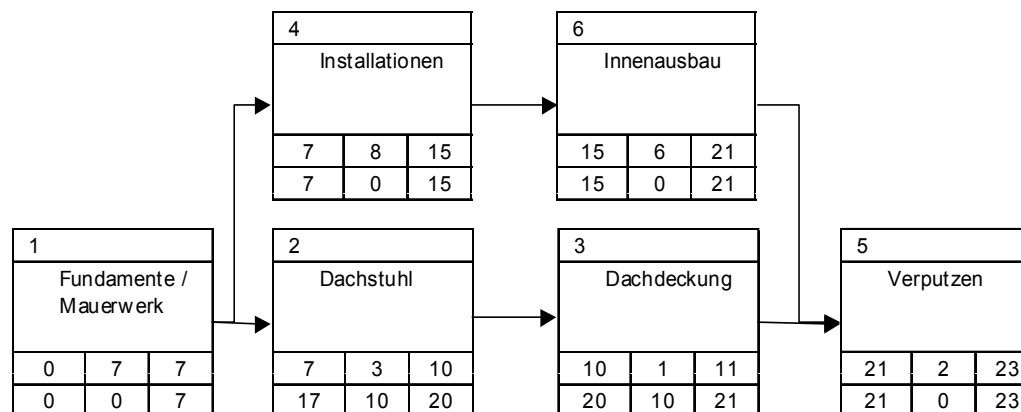 4
Installationen
7 8 15
7 0 15
6
Innenausbau
15 6 21
15 0 21
1
Fundamente /
Mauerwerk
0 7 7
0 0 7
2
Dachstuhl
7 3 10
17 10 20
3
Dachdeckung
10 1 11
20 10 21
5
Verputzen
21 2 23
21 0 23